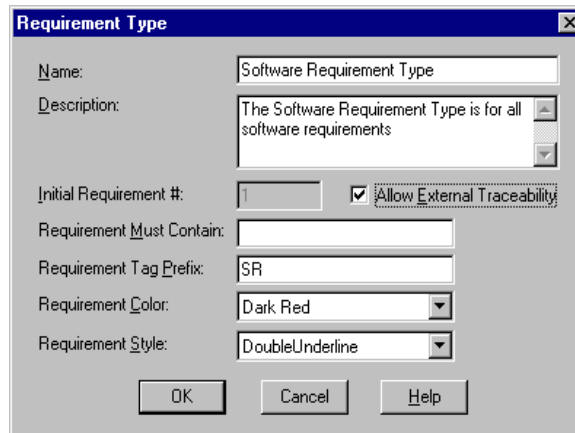 Requirement Type
Name: Software Requirement Type
Description: The Software Requirement Type is for all
software requirements
Initial Requirement #: 1 Allow External Traceability
Requirement Must Contain:
Requirement Tag Prefix: SR
Requirement Color: Dark Red
Requirement Style: DoubleUnderline
OK Cancel Help